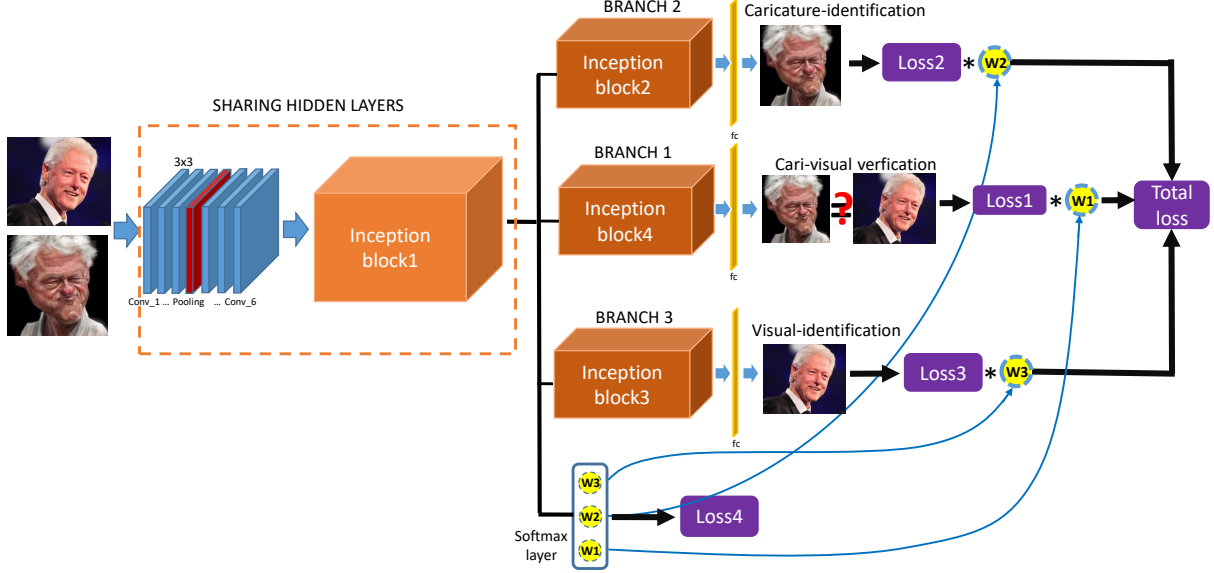 BRANCH 2
Caricature-identification
Inception
block2
Loss2
*
W2
fc
SHARING HIDDEN LAYERS
3x3
Conv_1 ... Pooling ... Conv_6
Inception
block1
BRANCH 1
Cari-visual verfication
Inception
block4
?
=
Loss1
*
W1
Total
loss
fc
BRANCH 3
Visual-identification
Inception
block3
Loss3
*
W3
fc
W3
W2
W1
Softmax
layer
Loss4